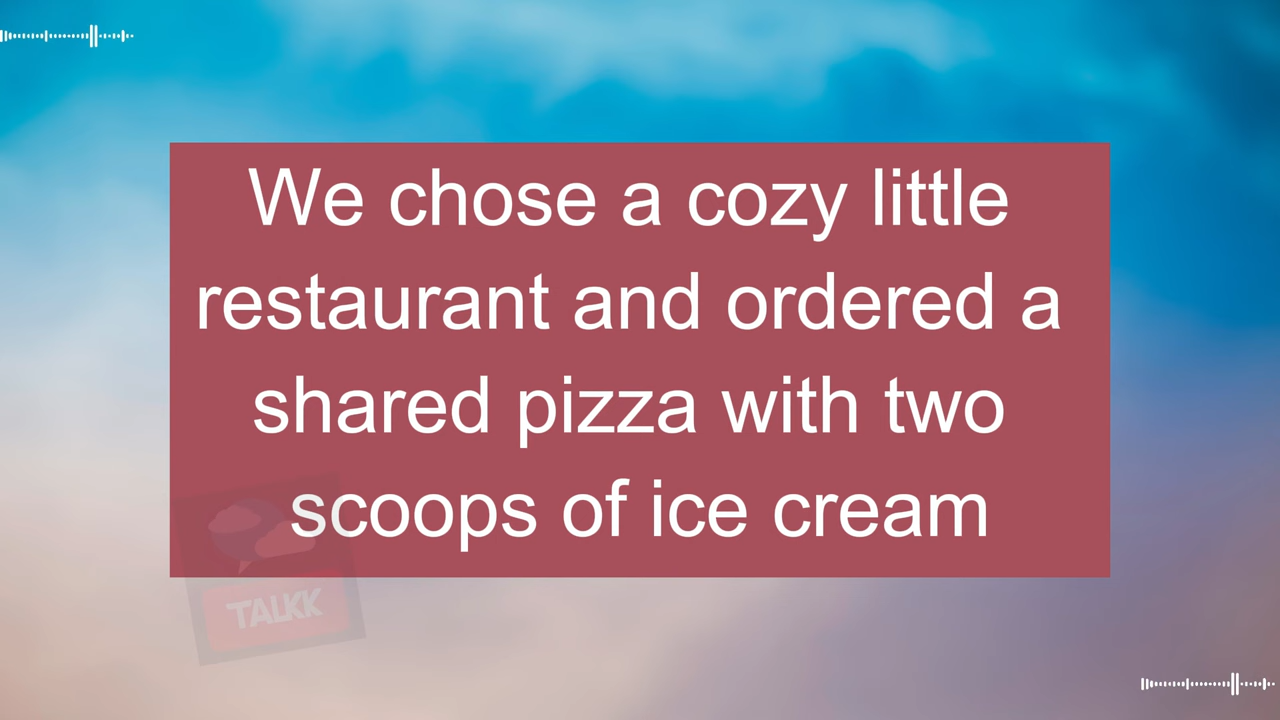 We chose a cozy little
restaurant and ordered a
shared pizza with two
scoops of ice cream
TALKK